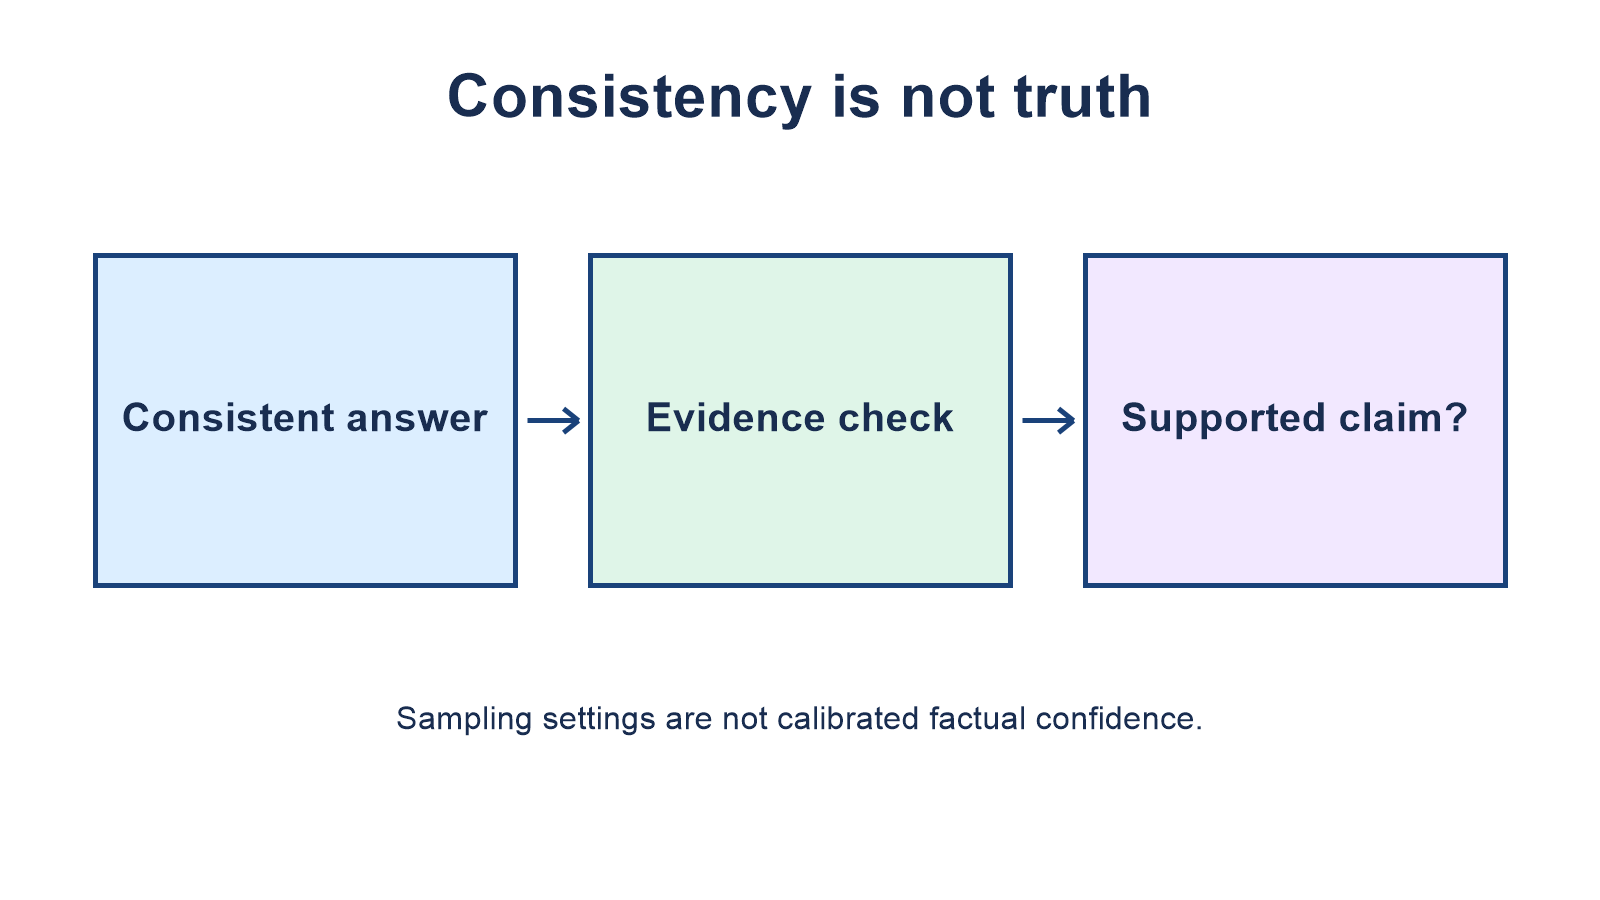 Consistency is not truth
Consistent answer
Evidence check
Supported claim?
Sampling settings are not calibrated factual confidence.